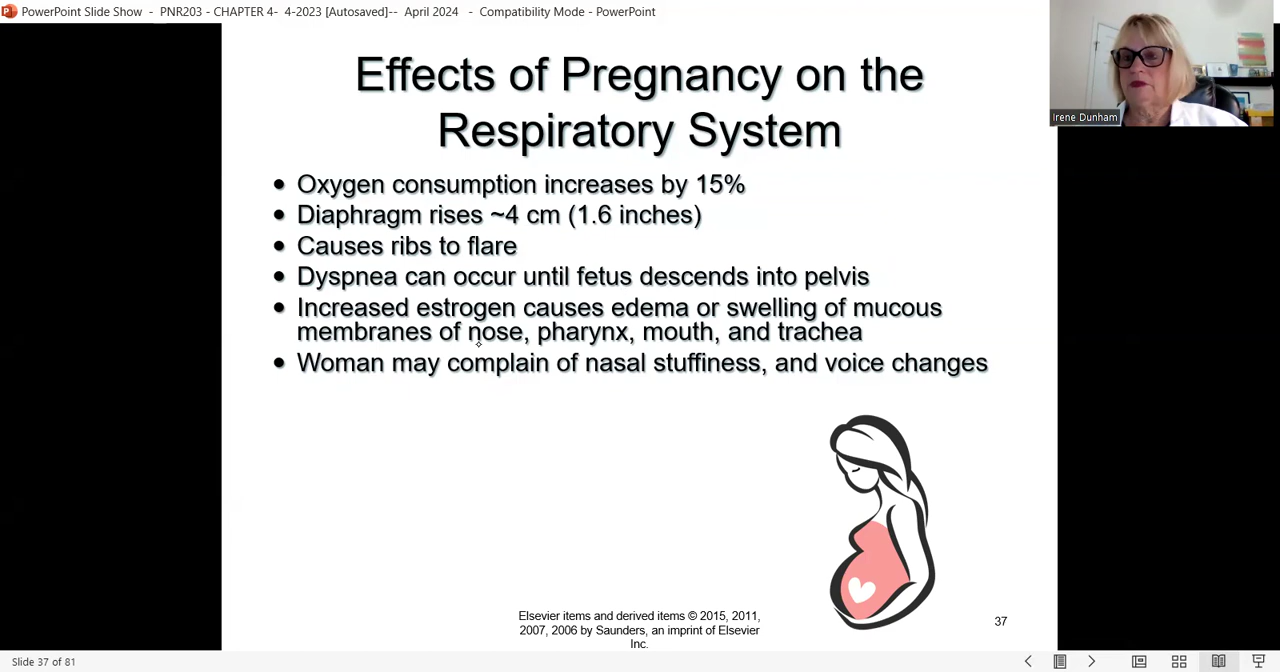 PowerPoint Slide Show - PNR203 - CHAPTER 4- 4-2023 [Autosaved]-- April 2024 - Compatibility Mode - PowerPoint
Effects of Pregnancy on the
Respiratory System
Irene Dunham
• Oxygen consumption increases by 15%
• Diaphragm rises ~4 cm (1.6 inches)
• Causes ribs to flare
• Dyspnea can occur until fetus descends into pelvis
• Increased estrogen causes edema or swelling of mucous
membranes of nose, pharynx, mouth, and trachea
• Woman may complain of nasal stuffiness, and voice changes
Elsevier items and derived items © 2015, 2011,
2007, 2006 by Saunders, an imprint of Elsevier
Inc.
37
Slide 37 of 81